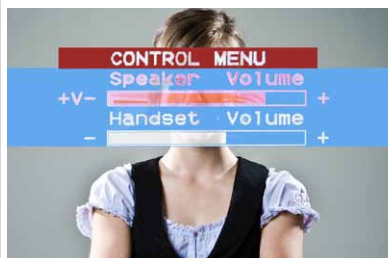 CONTROL MENU
Speaker Volume
+V- +
Handset Volume
- +